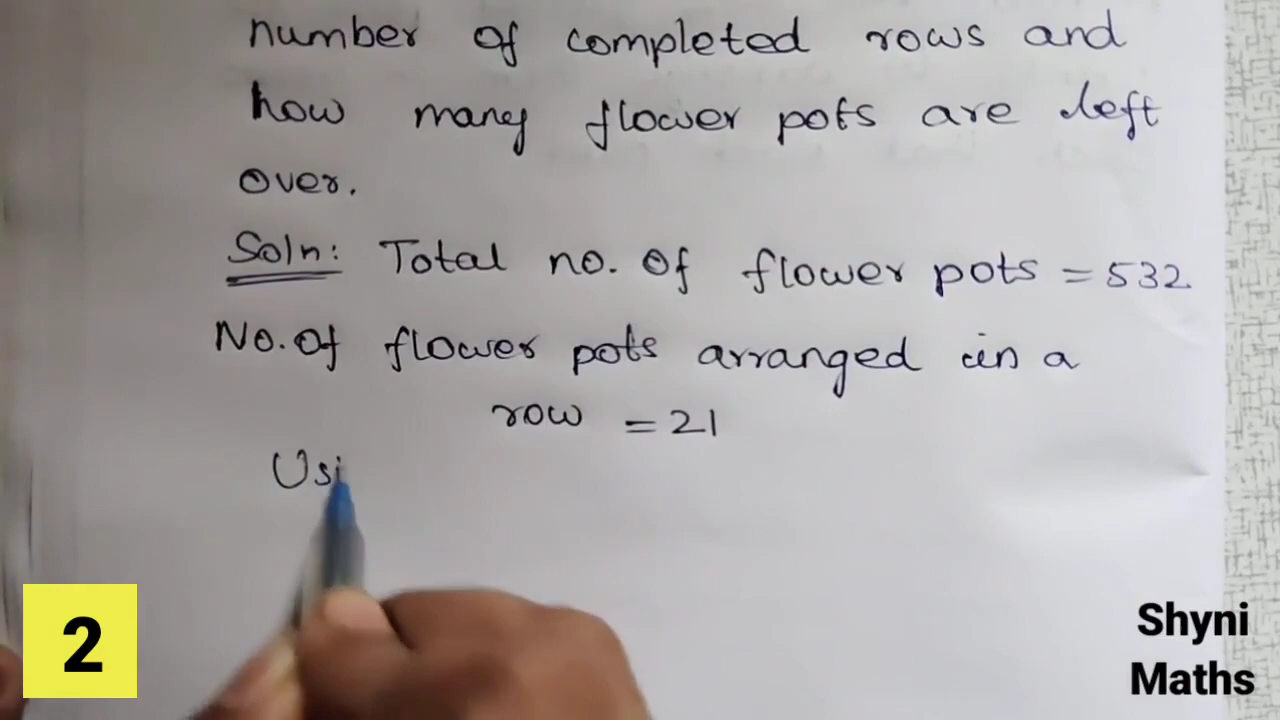 number of completed rows and
how many flower pots are left
over.
Soln: Total no. of flower pots = 532
No. of flower pots arranged in a
row = 21
Usi
2
Shyni
Maths